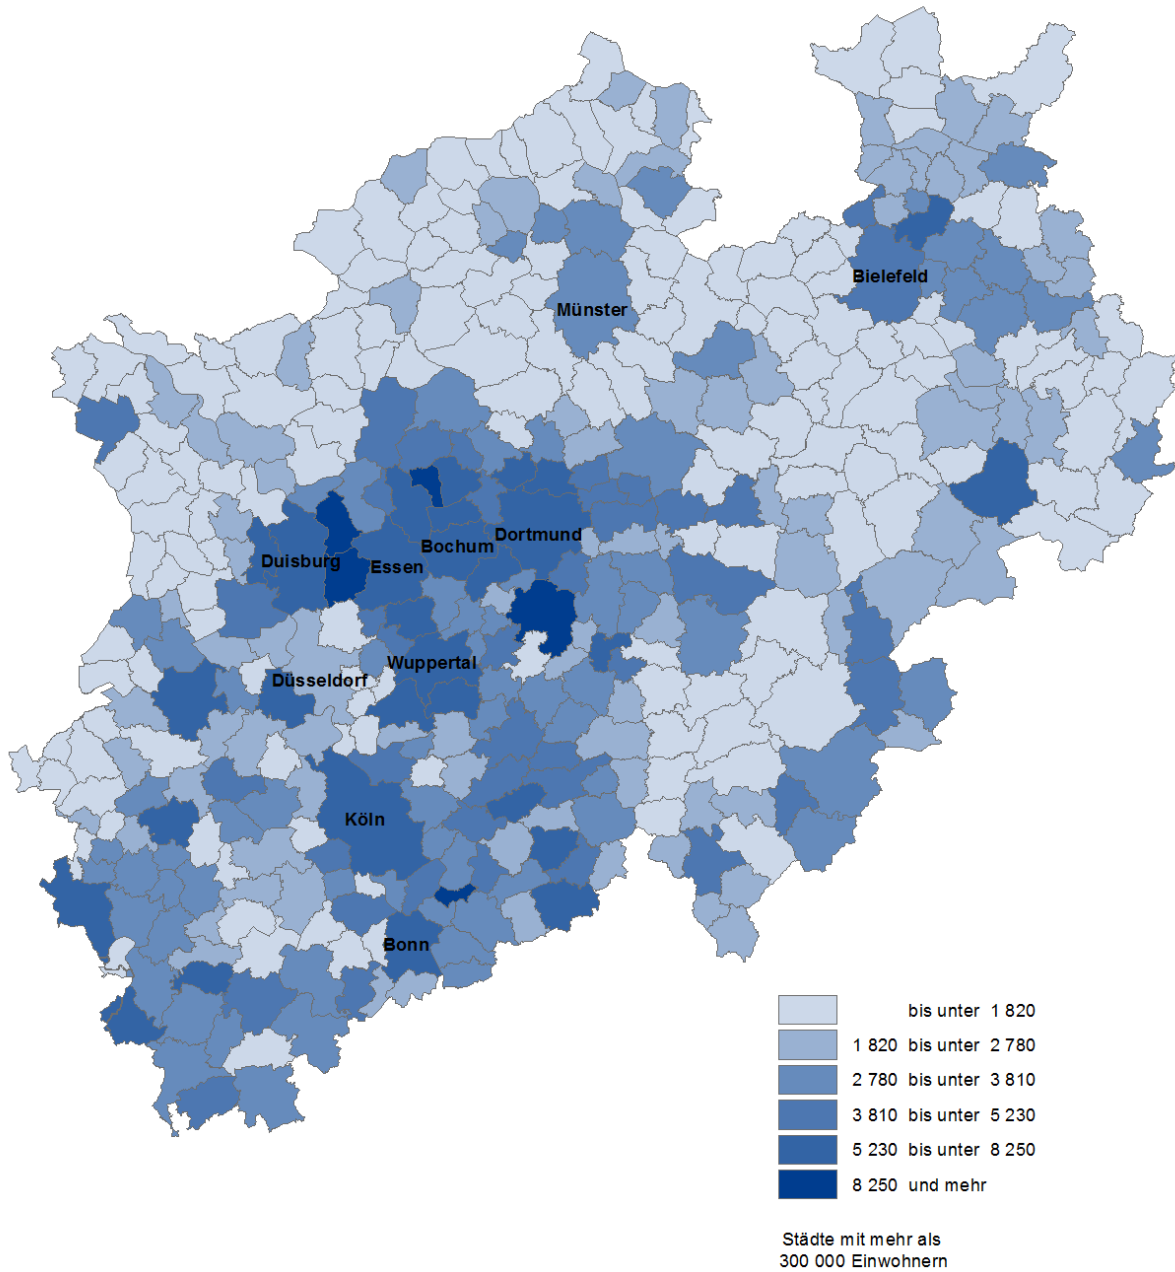 Bielefeld
Münster
Dortmund
Bochum
Duisburg
Essen
Wuppertal
Düsseldorf
Köln
Bonn
bis unter 1 820
1 820 bis unter 2 780
2 780 bis unter 3 810
3 810 bis unter 5 230
5 230 bis unter 8 250
8 250 und mehr
Städte mit mehr als
300 000 Einwohnern